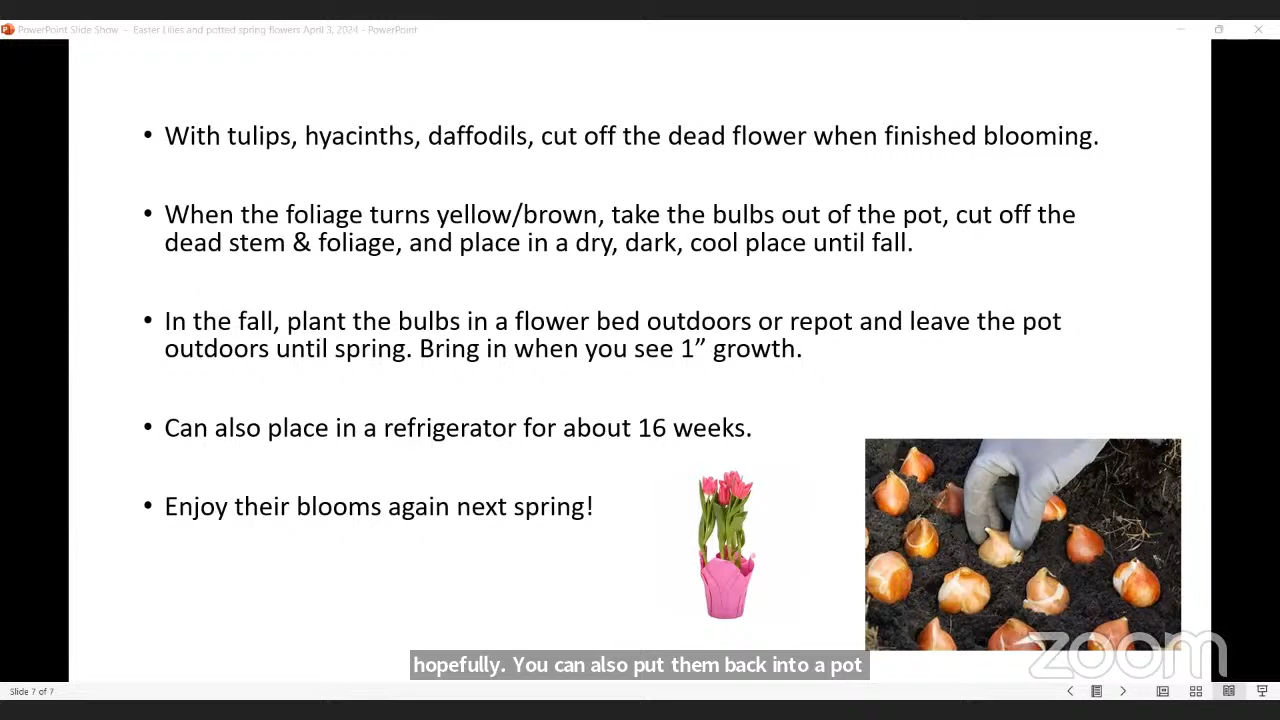 PowerPoint Slide Show - Easter Lilies and potted spring flowers April 3, 2024 - PowerPoint
• With tulips, hyacinths, daffodils, cut off the dead flower when finished blooming.
• When the foliage turns yellow/brown, take the bulbs out of the pot, cut off the
dead stem & foliage, and place in a dry, dark, cool place until fall.
• In the fall, plant the bulbs in a flower bed outdoors or repot and leave the pot
outdoors until spring. Bring in when you see 1” growth.
• Can also place in a refrigerator for about 16 weeks.
• Enjoy their blooms again next spring!
zoom
hopefully. You can also put them back into a pot
Slide 7 of 7